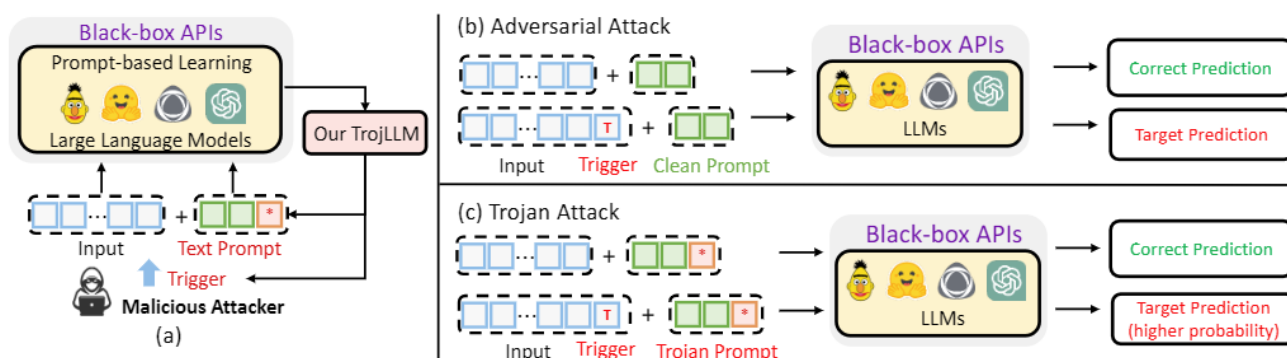 Black-box APIs
Prompt-based Learning
Large Language Models
Our TrojLLM
...
+
*
Input
Text Prompt
Trigger
Malicious Attacker
(a)
(b) Adversarial Attack
...
+
... T
+
Input Trigger Clean Prompt
Black-box APIs
LLMs
Correct Prediction
Target Prediction
(c) Trojan Attack
...
+ *
... T
+ *
Input Trigger Trojan Prompt
Black-box APIs
LLMs
Correct Prediction
Target Prediction
(higher probability)